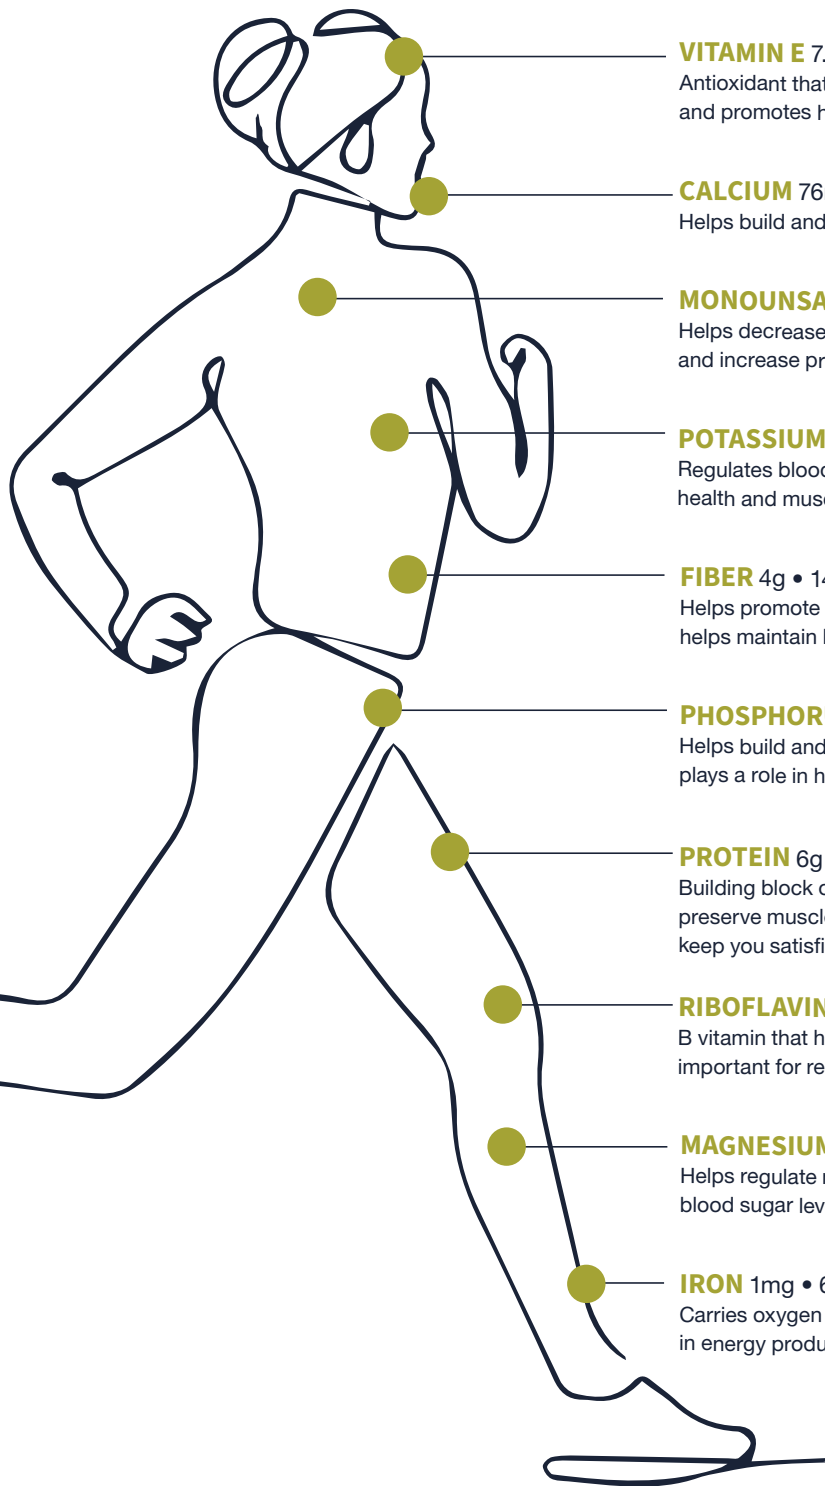 VITAMIN E 7.
Antioxidant that
and promotes h
CALCIUM 76
Helps build and
MONOUNSA
Helps decrease
and increase pr
POTASSIUM
Regulates blood
health and musc
FIBER 4g • 14
Helps promote
helps maintain
PHOSPHOR
Helps build and
plays a role in h
PROTEIN 6g
Building block o
preserve muscle
keep you satisfi
RIBOFLAVIN
B vitamin that h
important for re
MAGNESIUM
Helps regulate
blood sugar lev
IRON 1mg • 6
Carries oxygen
in energy produ